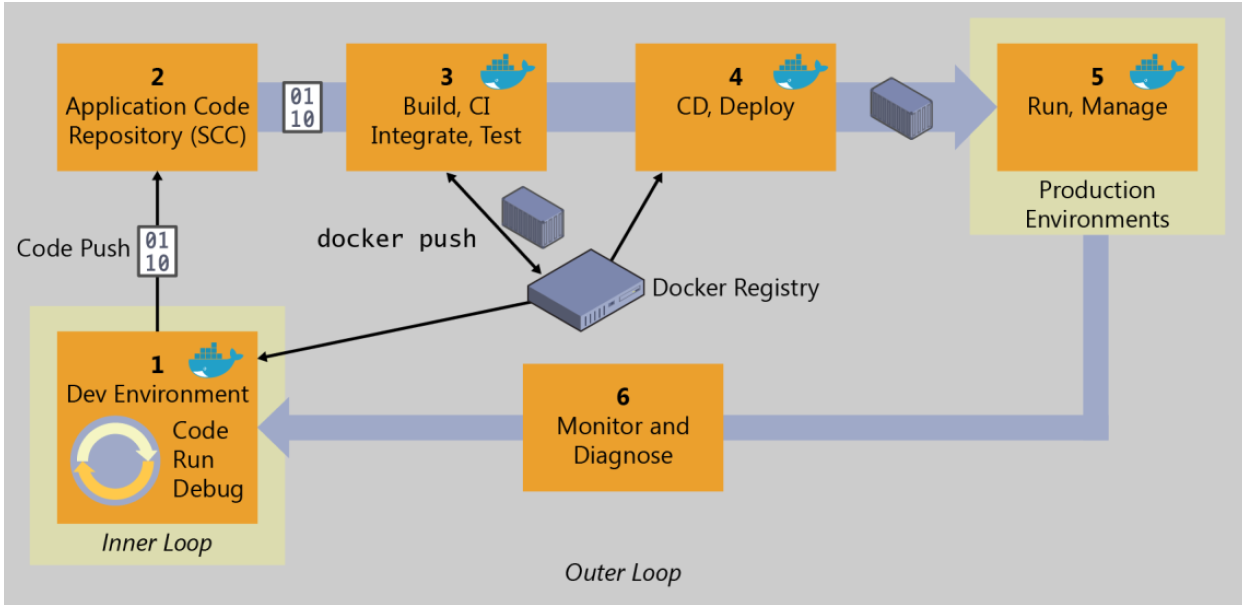 2
Application Code
Repository (SCC)
01
10
3
Build, CI
Integrate, Test
4
CD, Deploy
5
Run, Manage
Production
Environments
Code Push
01
10
docker push
Docker Registry
1
Dev Environment
Code
Run
Debug
Inner Loop
6
Monitor and
Diagnose
Outer Loop